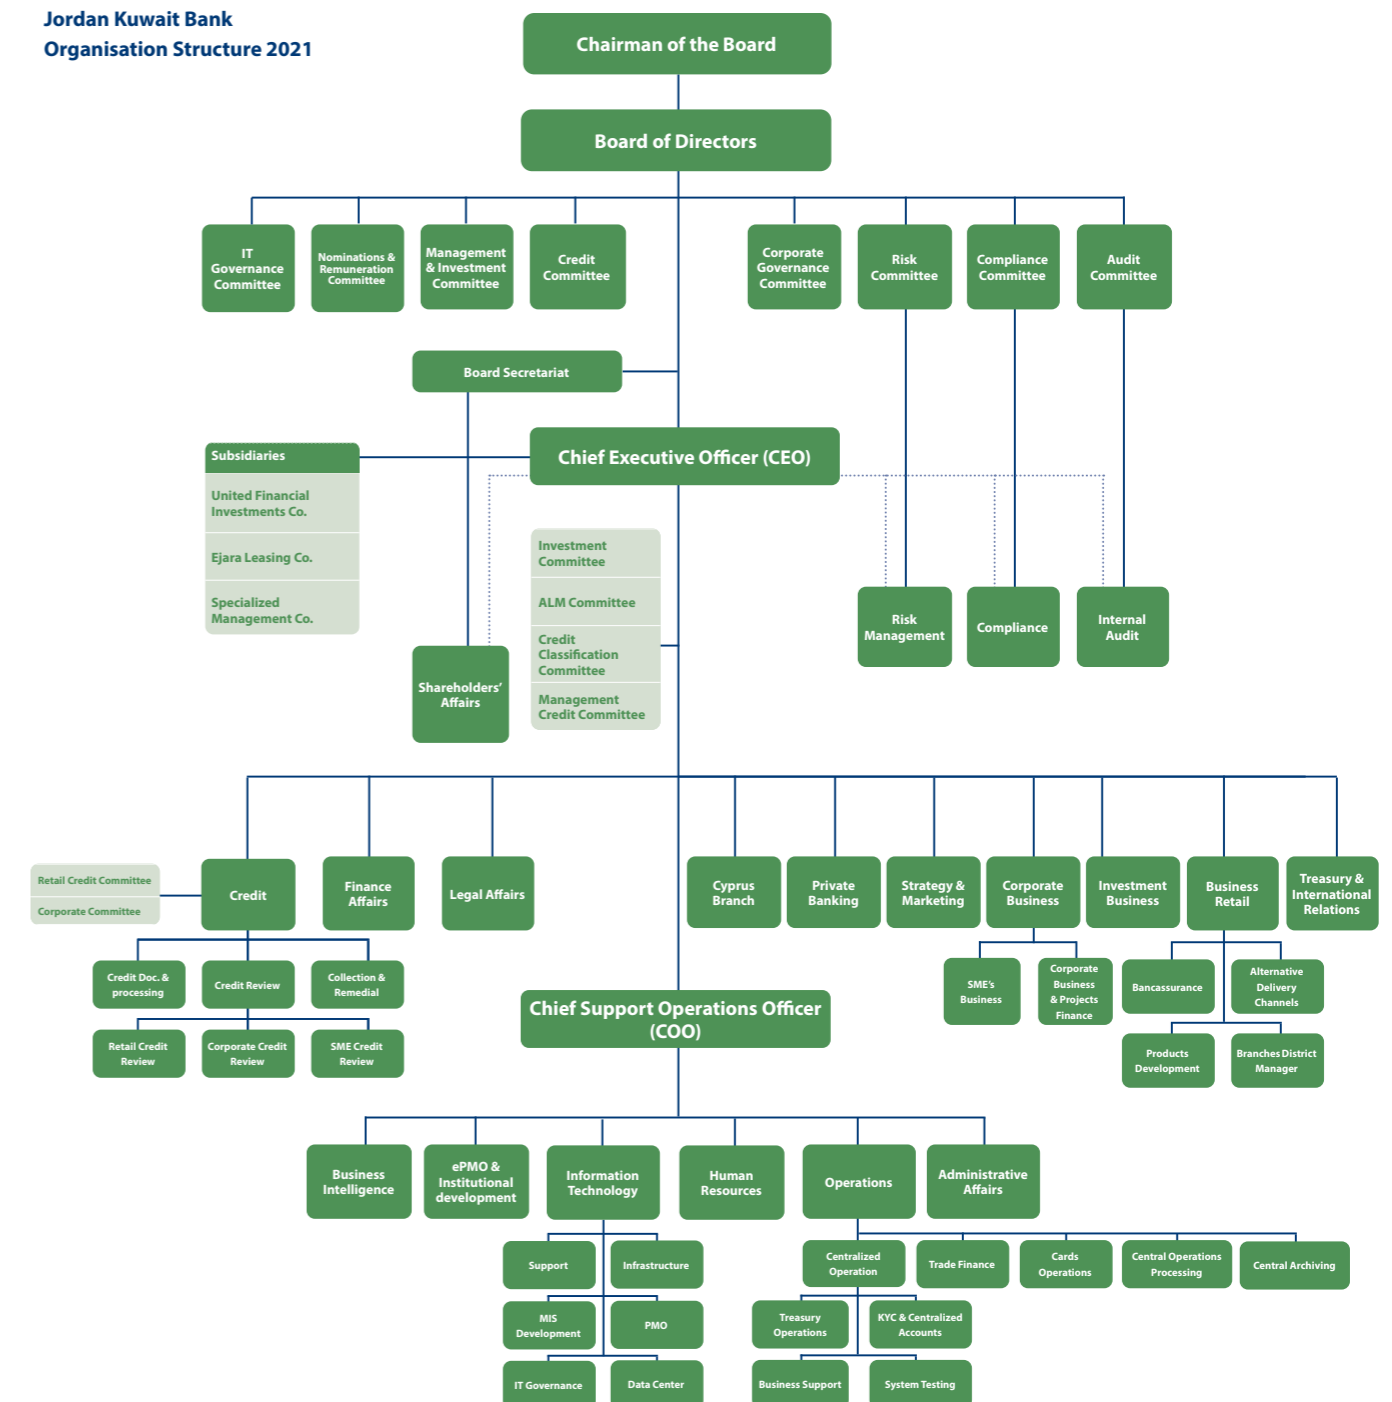 Jordan Kuwait Bank
Organisation Structure 2021
Chairman of the Board
Board of Directors
IT
Governance
Committee
Nominations &
Remuneration
Committee
Management
& Investment
Committee
Credit
Committee
Corporate
Governance
Committee
Risk
Committee
Compliance
Committee
Audit
Committee
Board Secretariat
Chief Executive Officer (CEO)
Subsidiaries
United Financial
Investments Co.
Ejara Leasing Co.
Specialized
Management Co.
Investment
Committee
ALM Committee
Credit
Classification
Committee
Management
Credit Committee
Risk
Management
Compliance
Internal
Audit
Shareholders’
Affairs
Retail Credit Committee
Corporate Committee
Credit
Finance
Affairs
Legal Affairs
Cyprus
Branch
Private
Banking
Strategy &
Marketing
Corporate
Business
Investment
Business
Business
Retail
Treasury &
International
Relations
Credit Doc. &
processing
Credit Review
Collection &
Remedial
Retail Credit
Review
Corporate Credit
Review
SME Credit
Review
SME's
Business
Corporate
Business
& Projects
Finance
Bancassurance
Alternative
Delivery
Channels
Products
Development
Branches District
Manager
Chief Support Operations Officer
(COO)
Business
Intelligence
ePMO &
Institutional
development
Information
Technology
Human
Resources
Operations
Administrative
Affairs
Support
Infrastructure
MIS
Development
PMO
IT Governance
Data Center
Centralized
Operation
Trade Finance
Cards
Operations
Central Operations
Processing
Central Archiving
Treasury
Operations
KYC & Centralized
Accounts
Business Support
System Testing